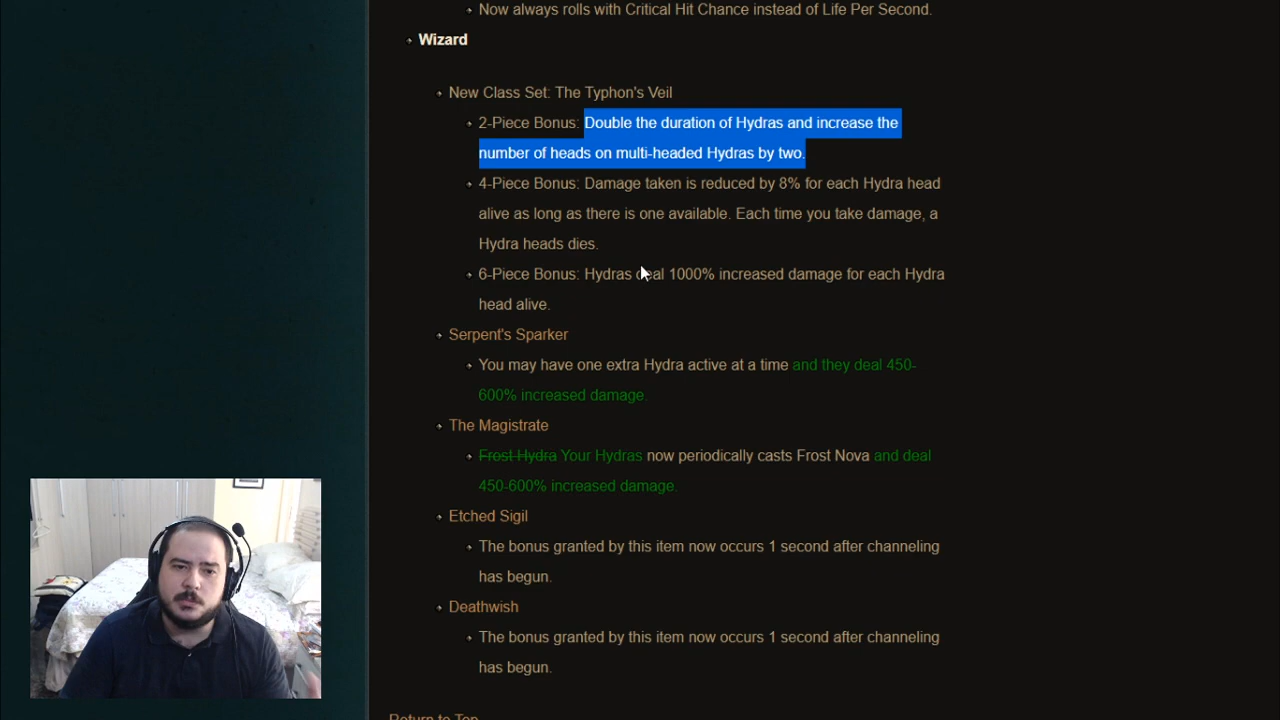 Now always rolls with Critical Hit Chance instead of Life Per Second.
Wizard
New Class Set: The Typhon's Veil
2-Piece Bonus: Double the duration of Hydras and increase the
number of heads on multi-headed Hydras by two.
4-Piece Bonus: Damage taken is reduced by 8% for each Hydra head
alive as long as there is one available. Each time you take damage, a
Hydra heads dies.
6-Piece Bonus: Hydras deal 1000% increased damage for each Hydra
head alive.
Serpent's Sparker
You may have one extra Hydra active at a time and they deal 450-
600% increased damage.
The Magistrate
Frost Hydra Your Hydras now periodically casts Frost Nova and deal
450-600% increased damage.
Etched Sigil
The bonus granted by this item now occurs 1 second after channeling
has begun.
Deathwish
The bonus granted by this item now occurs 1 second after channeling
has begun.
Return to Top